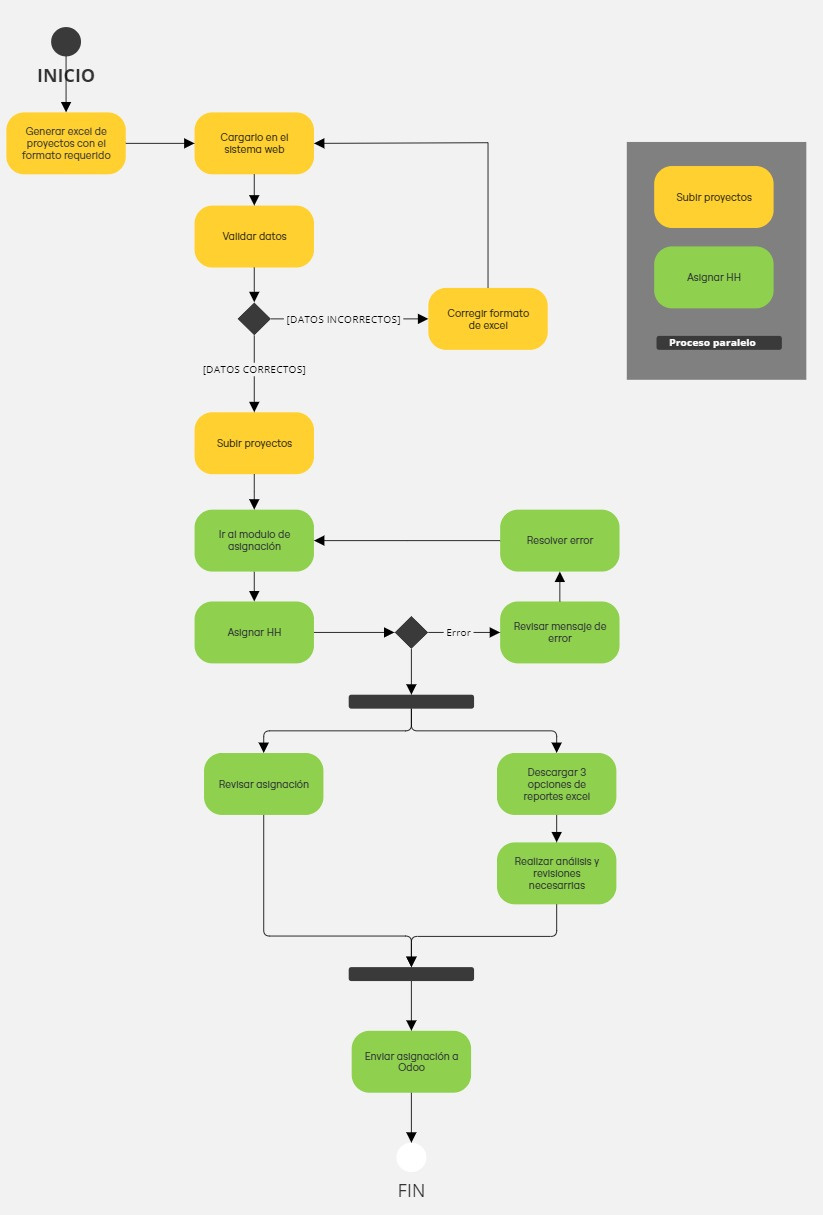 INICIO
Generar excel de
proyectos con el
formato requerido
Cargarlo en el
sistema web
Validar datos
[DATOS INCORRECTOS]
Corregir formato
de excel
[DATOS CORRECTOS]
Subir proyectos
Ir al modulo de
asignación
Resolver error
Asignar HH
Error
Revisar mensaje de
error
Revisar asignación
Descargar 3
opciones de
reportes excel
Realizar análisis y
revisiones
necesarrias
Enviar asignación a
Odoo
FIN
Subir proyectos
Asignar HH
Proceso paralelo